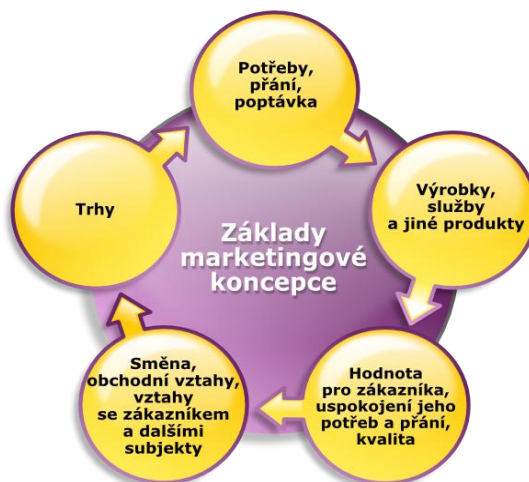 Potřeby,
přání,
poptávka
Výrobky,
služby
a jiné produkty
Hodnota
pro zákazníka,
uspokojení jeho
potřeb a přání,
kvalita
Směna,
obchodní vztahy,
vztahy
se zákazníkem
a dalšími
subjekty
Trhy
Základy
marketingové
koncepce